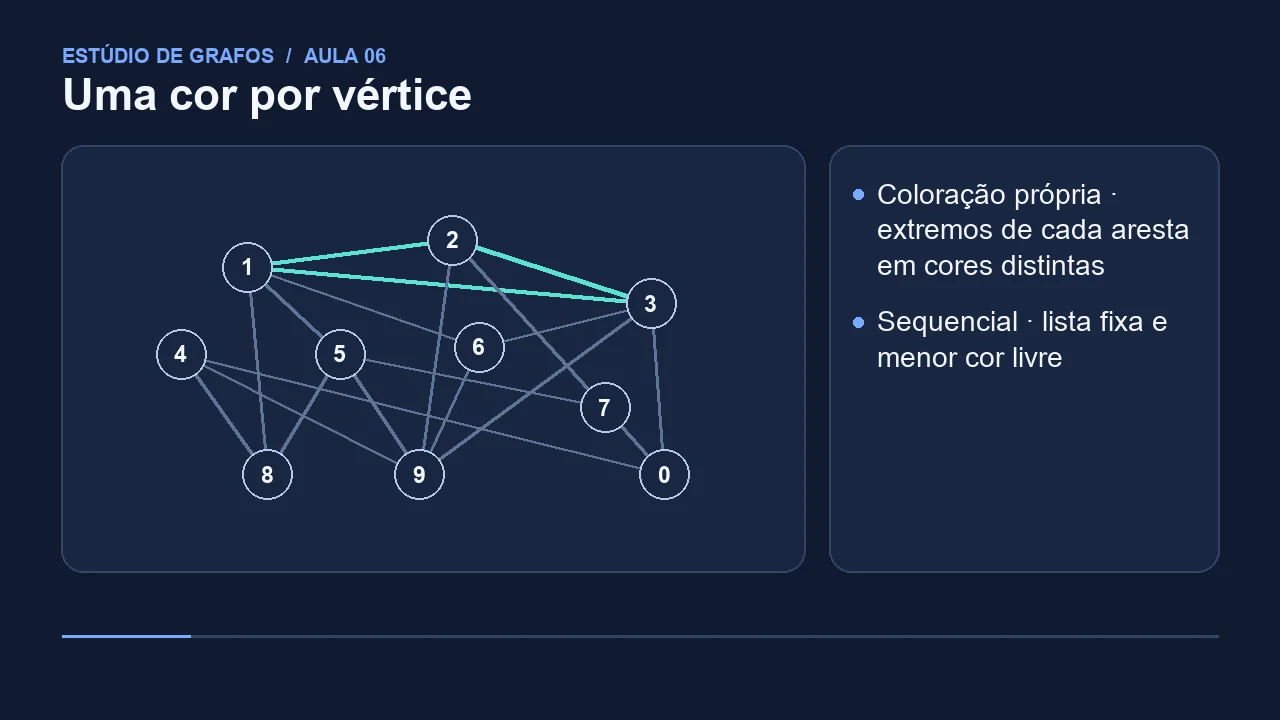 ESTÚDIO DE GRAFOS / AULA 06
Uma cor por vértice
2
1
3
6
4
5
7
8
9
0
Coloração própria ·
extremos de cada aresta
em cores distintas
Sequencial · lista fixa e
menor cor livre